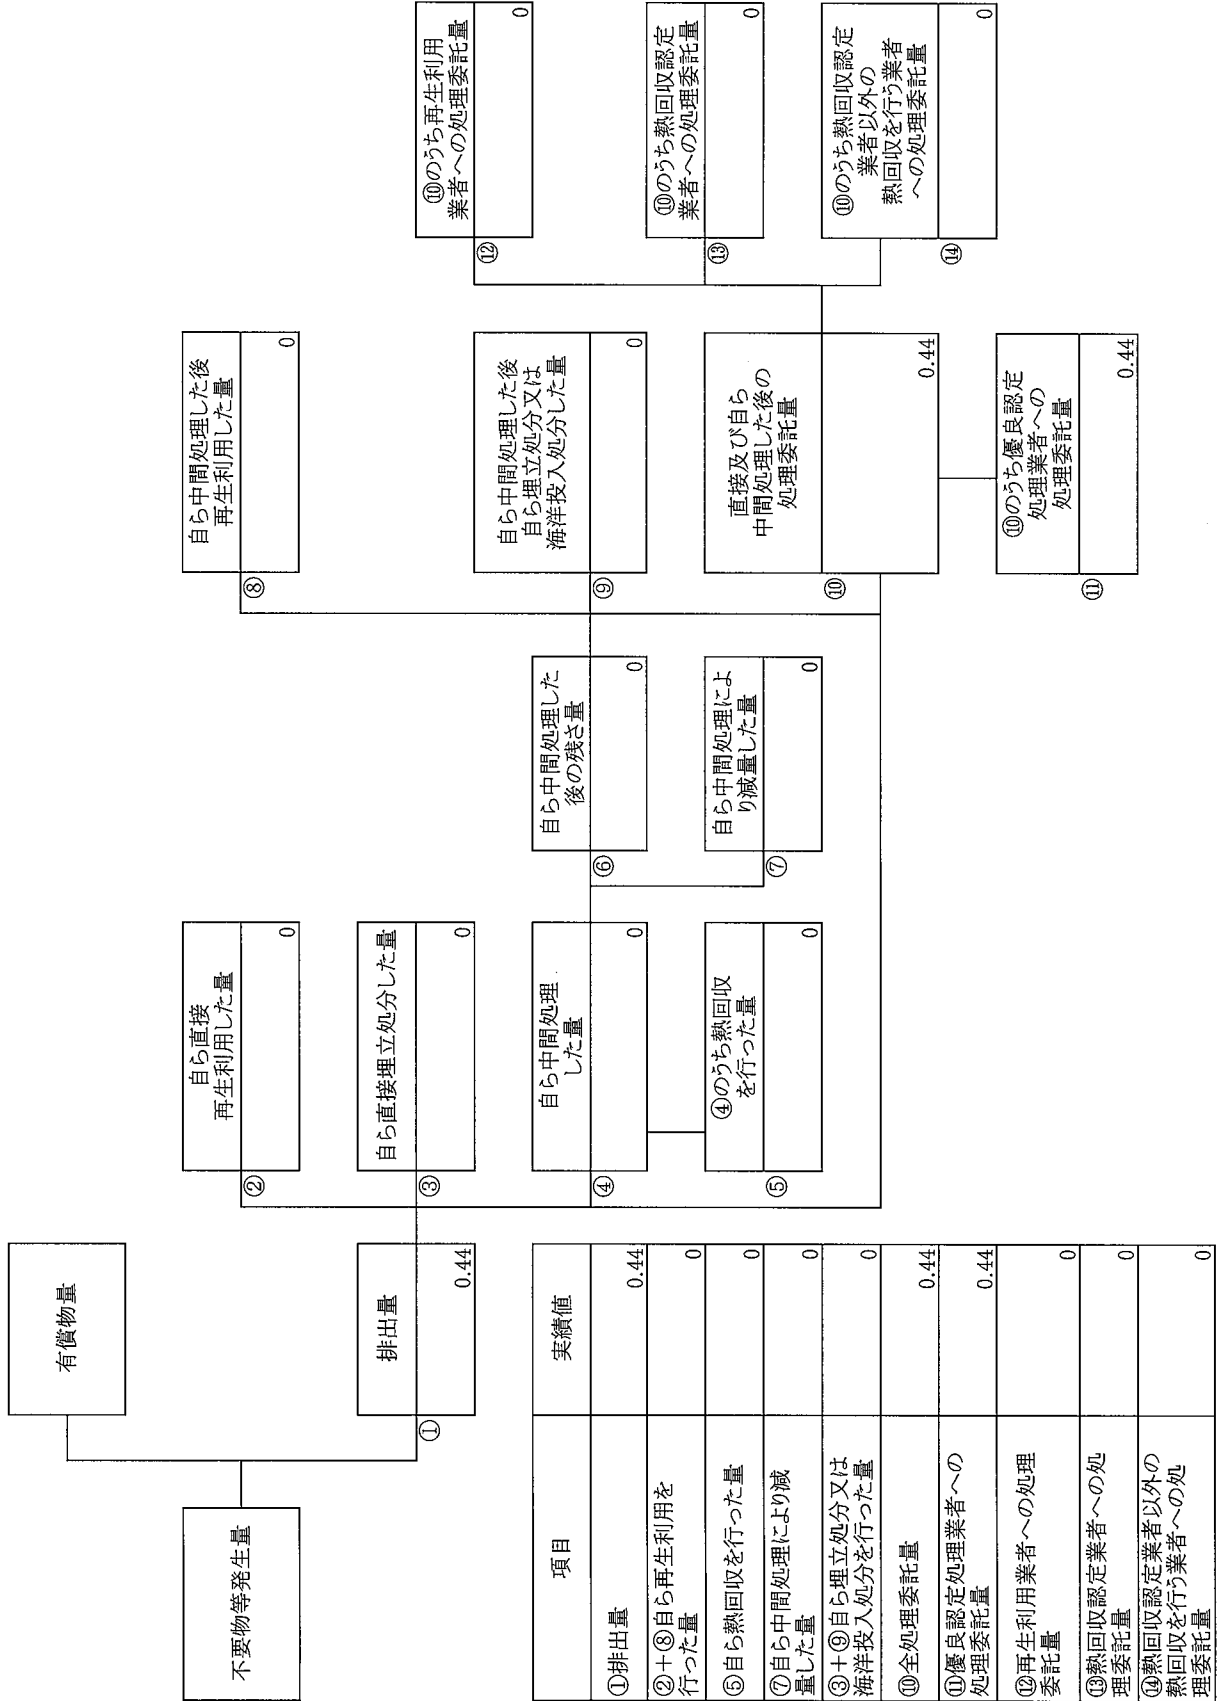 不要物等発生量
有償物量
①
排出量
0.44
②
自ら直接
再生利用した量
0
③
自ら直接埋立処分した量
0
④
自ら中間処理
した量
0
⑤
④のうち熱回収
を行った量
0
⑥
自ら中間処理した
後の残さ量
0
⑦
自ら中間処理によ
り減量した量
0
⑧
自ら中間処理した後
再生利用した量
0
⑨
自ら中間処理した後
自ら埋立処分又は
海洋投入処分した量
0
⑩
直接及び自ら
中間処理した後の
処理委託量
0.44
⑪
⑩のうち優良認定
処理業者への
処理委託量
0.44
⑫
⑩のうち再生利用
業者への処理委託量
0
⑬
⑩のうち熱回収認定
業者への処理委託量
0
⑭
⑩のうち熱回収認定
業者以外の
熱回収を行う業者
への処理委託量
0
項目 実績値
①排出量 0.44
②+⑧自ら再生利用を
行った量 0
⑤自ら熱回収を行った量 0
⑦自ら中間処理により減
量した量 0
③+⑨自ら埋立処分又は
海洋投入処分を行った量 0
⑩全処理委託量 0.44
⑪優良認定処理業者への
処理委託量 0.44
⑫再生利用業者への処理
委託量 0
⑬熱回収認定業者への処
理委託量 0
⑭熱回収認定業者以外の
熱回収を行う業者への処
理委託量 0